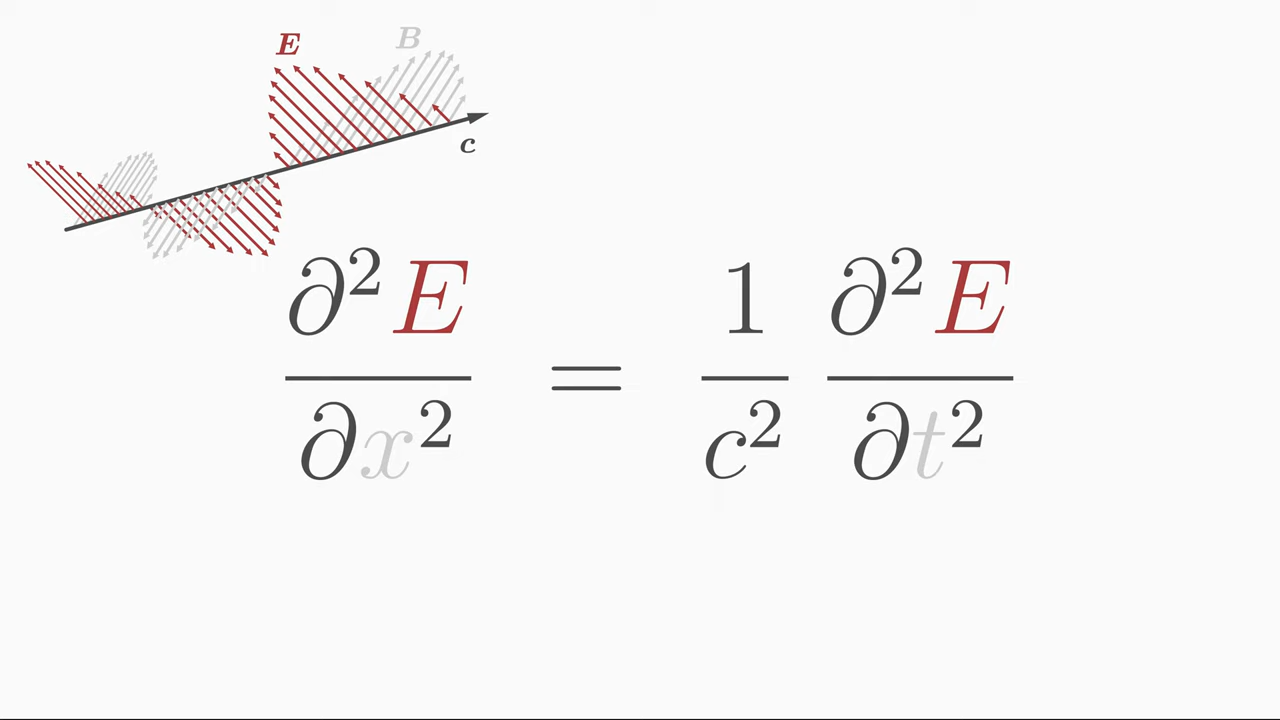 E
B
c
∂²E/∂x² = 1/c² ∂²E/∂t²